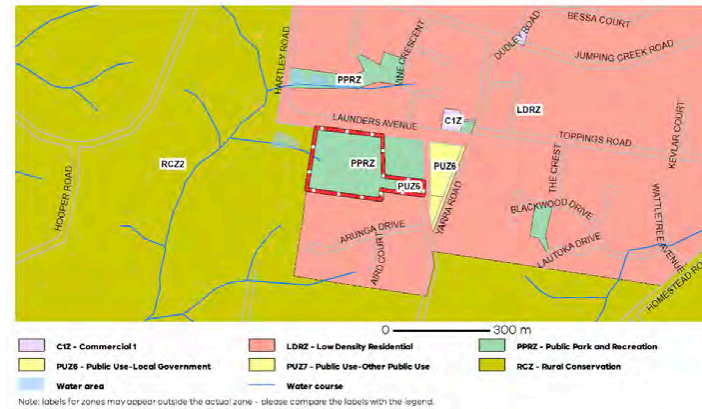 BESSA COURT
DUDLEY ROAD
HARTLEY ROAD
VINE CRESCENT
JUMPING CREEK ROAD
PPRZ
LDRZ
LAUNDERS AVENUE
C1Z
TOPPINGS ROAD
KEVLAR COURT
RCZ2
PPRZ
PUZ6
PUZ6
HOOPER ROAD
YARRA ROAD
THE CREST
WATTLETREE AVENUE
BLACKWOOD DRIVE
ARUNGA DRIVE
AIRD COURT
LAUTOKA DRIVE
HOMESTEAD RO
0 300 m
C1Z - Commercial 1
LDRZ - Low Density Residential
PPRZ - Public Park and Recreation
PUZ6 - Public Use-Local Government
PUZ7 - Public Use-Other Public Use
RCZ - Rural Conservation
Water area
Water course
Note: labels for zones may appear outside the actual zone - please compare the labels with the legend.